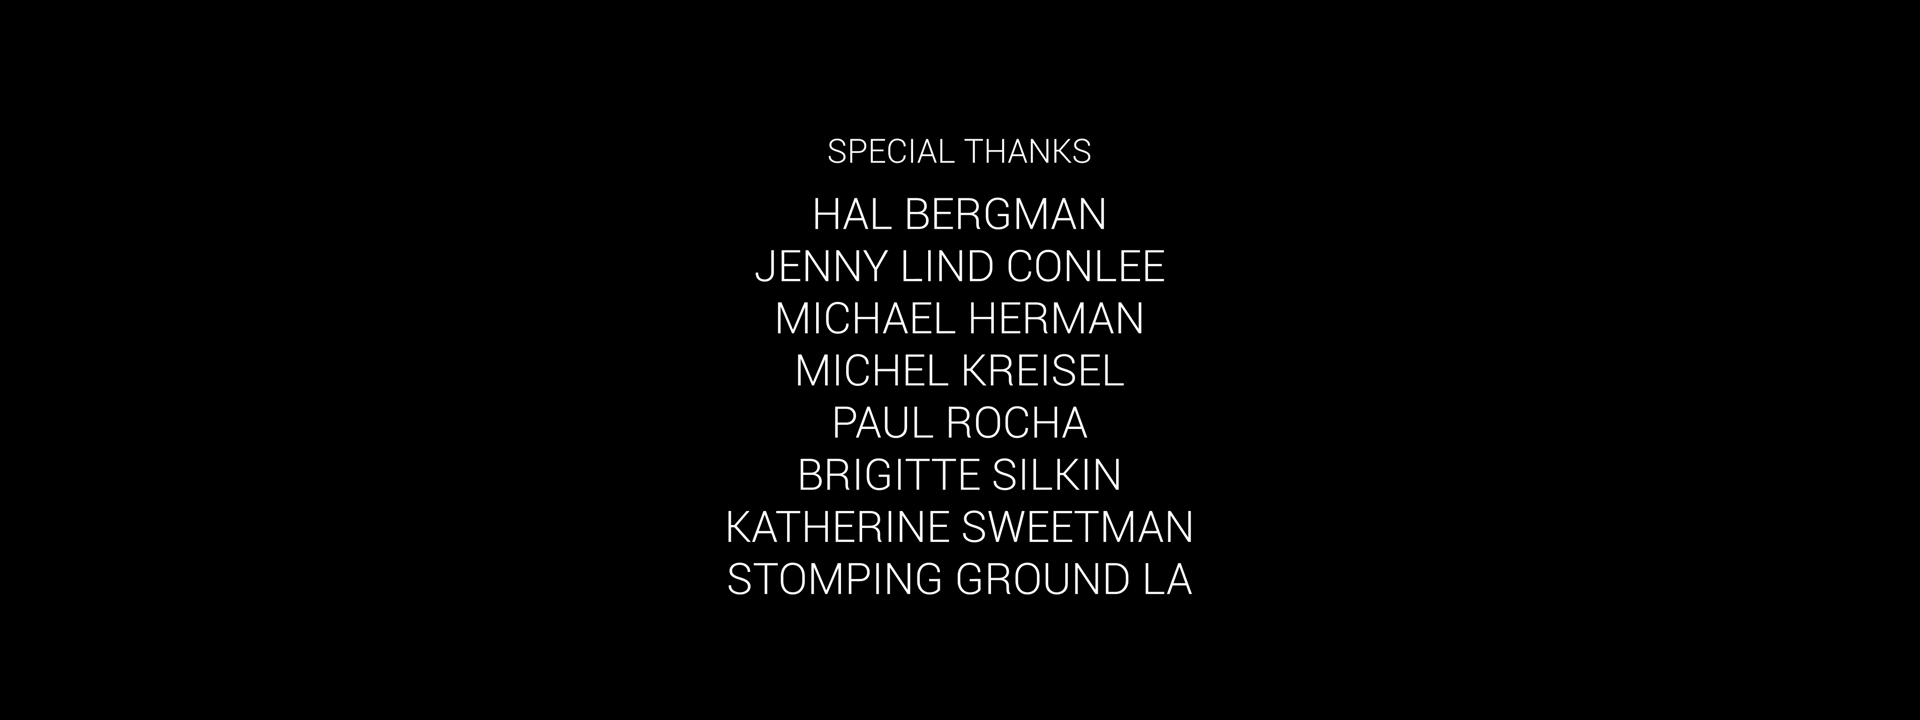 SPECIAL THANKS
HAL BERGMAN
JENNY LIND CONLEE
MICHAEL HERMAN
MICHEL KREISEL
PAUL ROCHA
BRIGITTE SILKIN
KATHERINE SWEETMAN
STOMPING GROUND LA